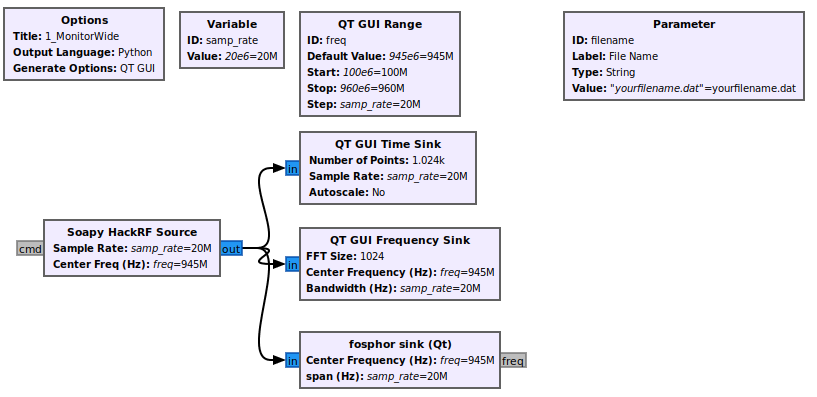 Options
Title: 1_MonitorWide
Output Language: Python
Generate Options: QT GUI
Variable
ID: samp_rate
Value: 20e6=20M
QT GUI Range
ID: freq
Default Value: 945e6=945M
Start: 100e6=100M
Stop: 960e6=960M
Step: samp_rate=20M
Parameter
ID: filename
Label: File Name
Type: String
Value: "yourfilename.dat"=yourfilename.dat
QT GUI Time Sink
Number of Points: 1.024k
Sample Rate: samp_rate=20M
Autoscale: No
in
Soapy HackRF Source
Sample Rate: samp_rate=20M
Center Freq (Hz): freq=945M
cmd
out
QT GUI Frequency Sink
FFT Size: 1024
Center Frequency (Hz): freq=945M
Bandwidth (Hz): samp_rate=20M
in
fosphor sink (Qt)
Center Frequency (Hz): freq=945M
span (Hz): samp_rate=20M
in
freq